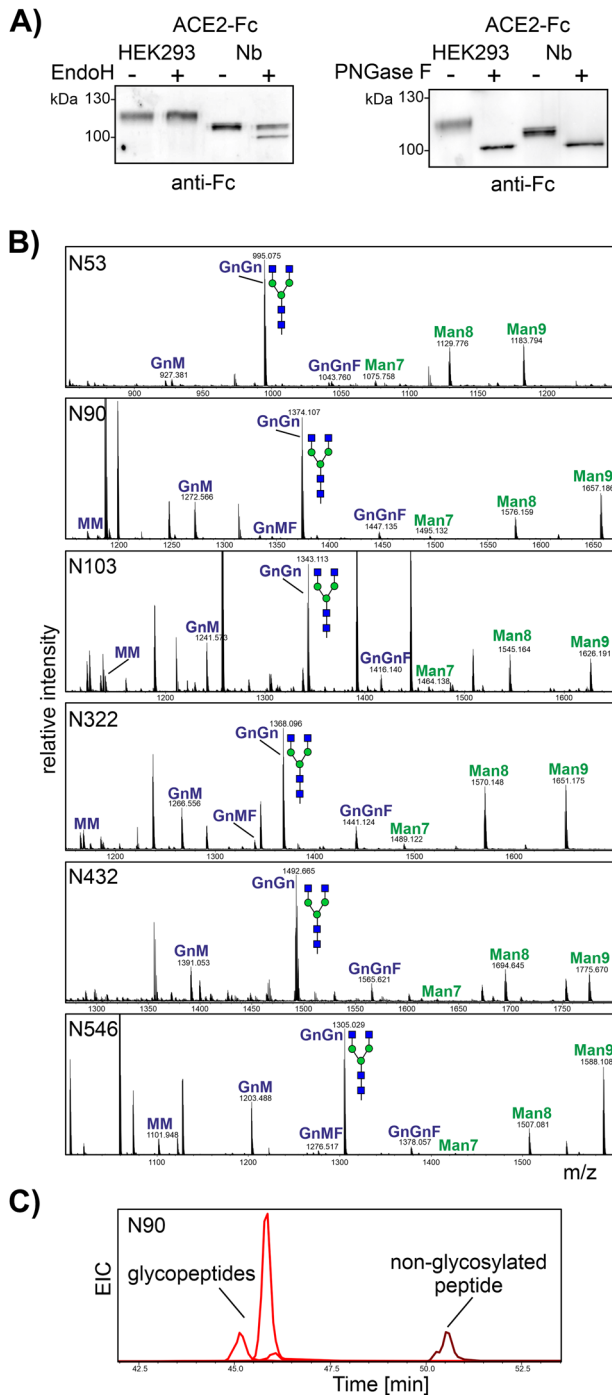 A)
ACE2-Fc
HEK293 Nb
EndoH - + - +
kDa
130
100
anti-Fc
ACE2-Fc
HEK293 Nb
PNGase F - + - +
kDa
130
100
anti-Fc
B)
relative intensity
N53
GnM
927.381
GnGn
995.075
GnGnF
1043.760
Man7
1075.758
Man8
1129.776
Man9
1183.794
900 950 1000 1050 1100 1150 1200
N90
MM
GnM
1272.566
GnMF
GnGn
1374.107
GnGnF
1447.135
Man7
1495.132
Man8
1576.159
Man9
1657.186
1200 1250 1300 1350 1400 1450 1500 1550 1600 1650
N103
MM
GnM
1241.573
GnGn
1343.113
GnGnF
1416.140
Man7
1464.138
Man8
1545.164
Man9
1626.191
1200 1300 1400 1500 1600
N322
MM
GnM
1266.556
GnMF
GnGn
1368.096
GnGnF
1441.124
Man7
1489.122
Man8
1570.148
Man9
1651.175
1200 1300 1400 1500 1600
N432
GnM
1391.053
GnGn
1492.665
GnGnF
1565.621
Man7
Man8
1694.645
Man9
1775.670
1300 1350 1400 1450 1500 1550 1600 1650 1700 1750
N546
MM
1101.948
GnM
1203.488
GnMF
1276.517
GnGn
1305.029
GnGnF
1378.057
Man7
Man8
1507.081
Man9
1588.108
1100 1200 1300 1400 1500
m/z
C)
N90
EIC
glycopeptides
non-glycosylated
peptide
42.5 45.0 47.5 50.0 52.5
Time [min]